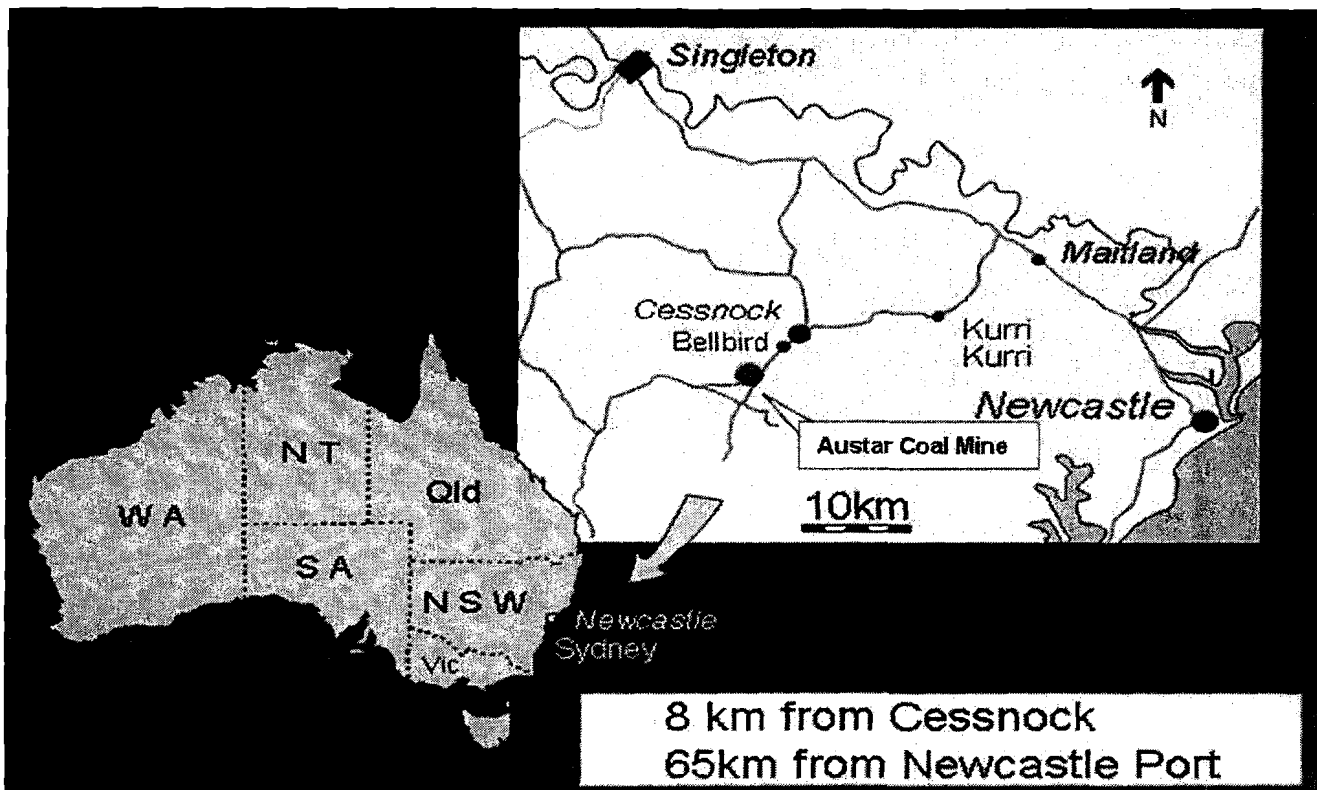 Singleton
N
Maitland
Cessnock
Bellbird
Kurri
Kurri
Newcastle
Austar Coal Mine
10km
N T
Qld
W A
S A
N S W
Vic
Newcastle
Sydney
8 km from Cessnock
65km from Newcastle Port